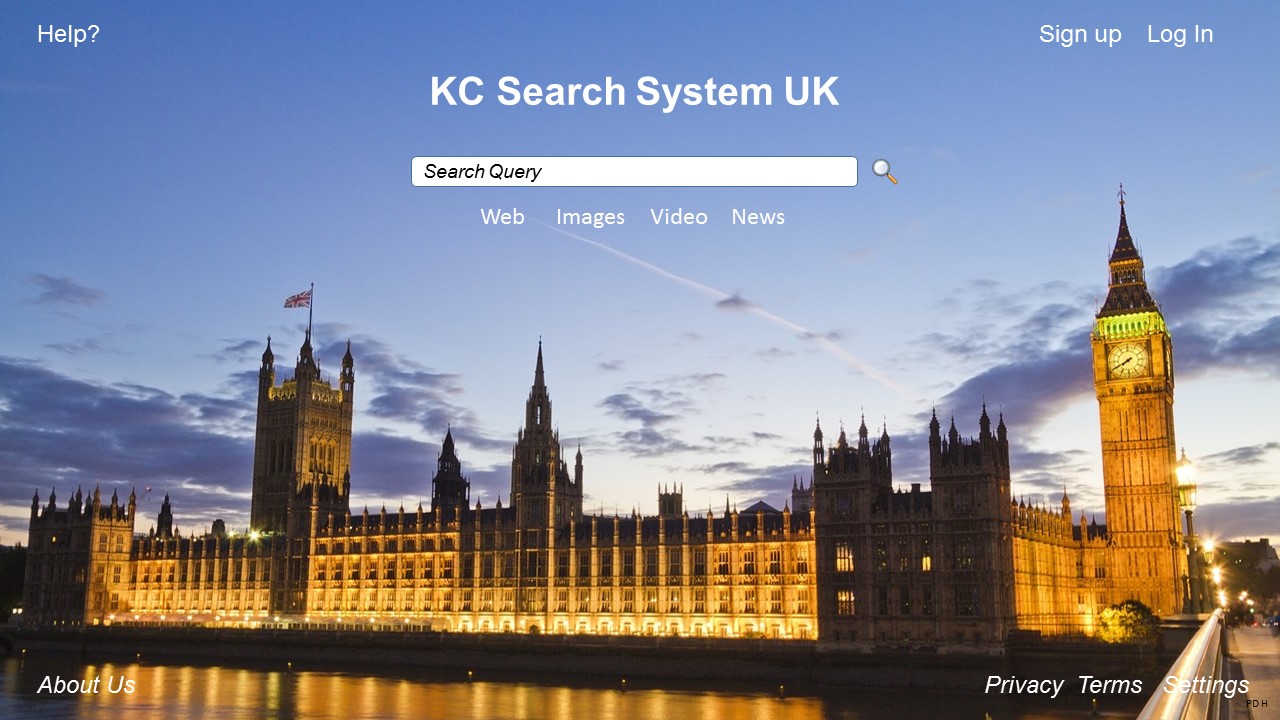 Help?
Sign up Log In
KC Search System UK
Search Query
Web Images Video News
About Us
Privacy Terms Settings
PD H